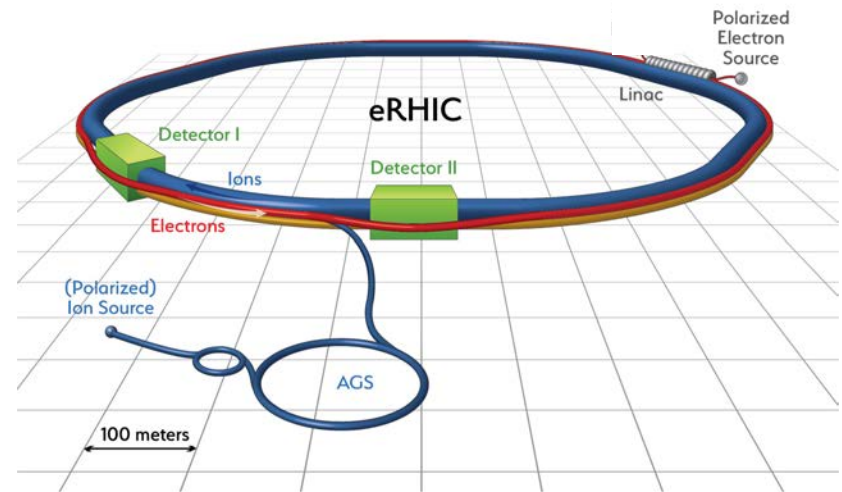 Polarized
Electron
Source
Linac
eRHIC
Detector I
Detector II
Ions
Electrons
(Polarized)
Ion Source
AGS
100 meters